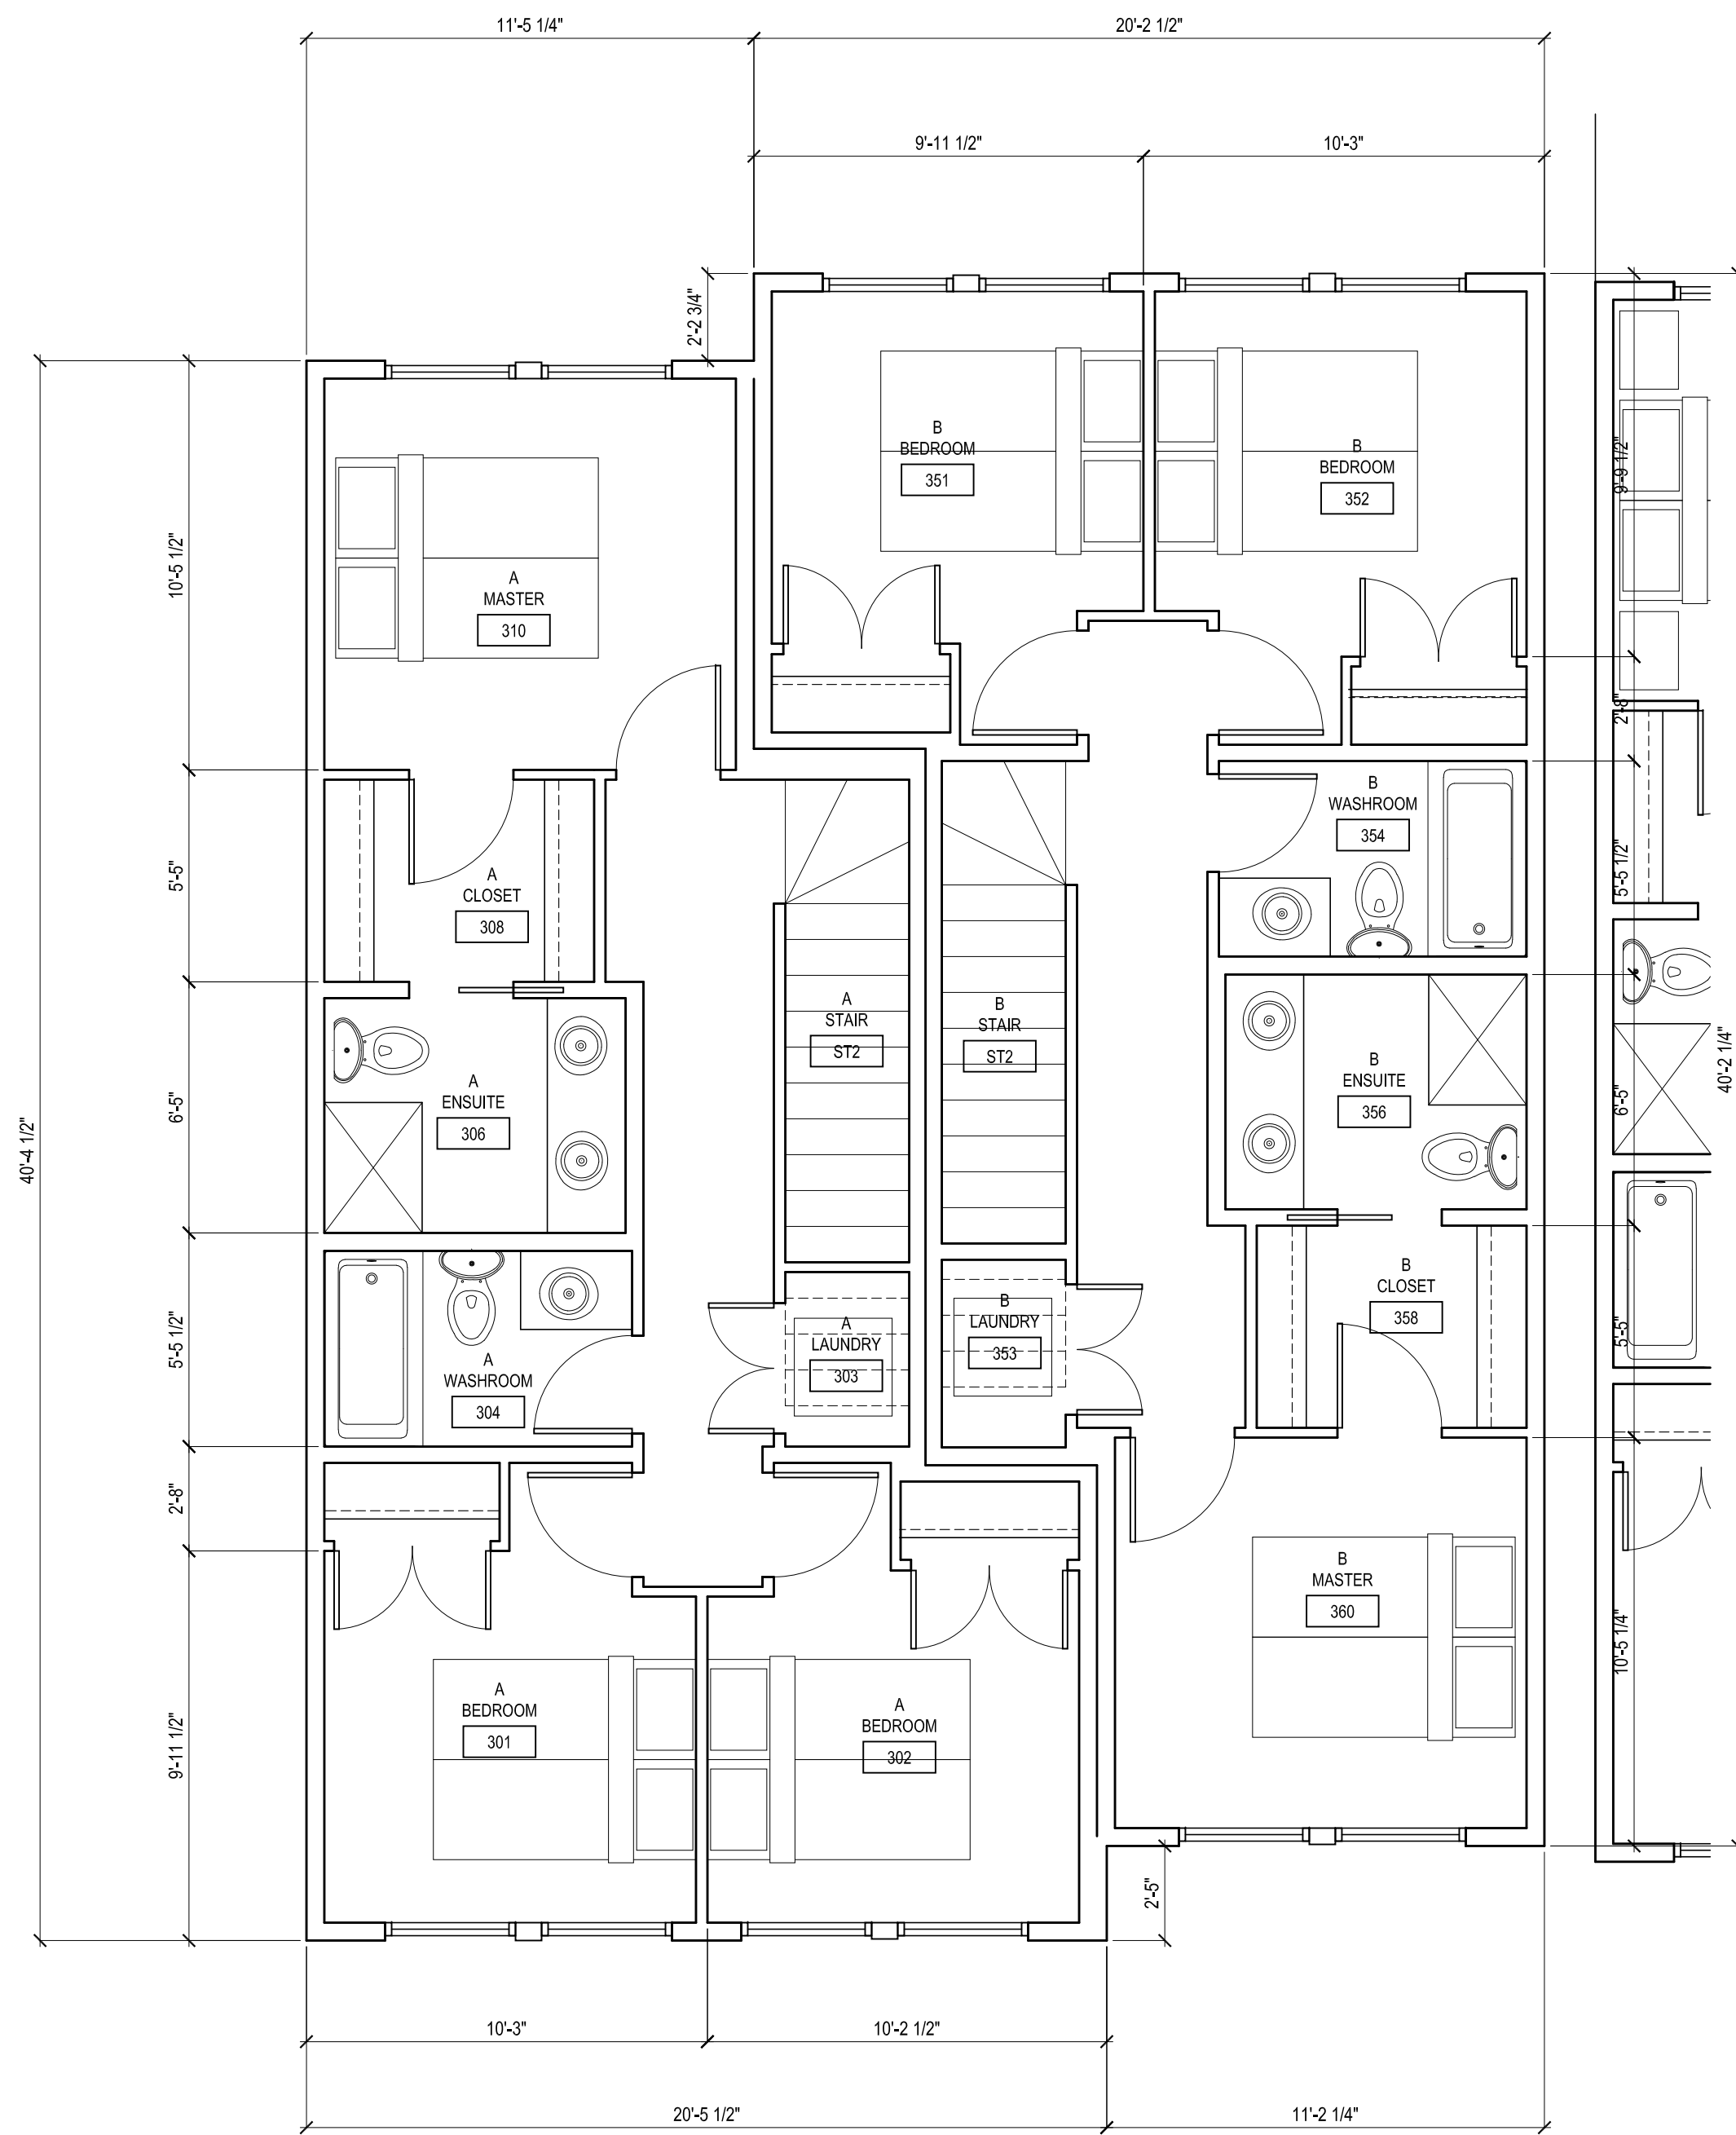 11'-5 1/4"
20'-2 1/2"
9'-11 1/2"
10'-3"
2'-2 3/4"
B
BEDROOM
351
B
BEDROOM
352
9'-9 1/2"
10'-5 1/2"
A
MASTER
310
2'-8"
B
WASHROOM
354
5'-5"
A
CLOSET
308
5'-5 1/2"
A
STAIR
ST2
B
STAIR
ST2
40'-2 1/4"
40'-4 1/2"
6'-5"
A
ENSUITE
306
B
ENSUITE
356
6'-5"
5'-5 1/2"
A
WASHROOM
304
A
LAUNDRY
303
B
LAUNDRY
353
B
CLOSET
358
5'-5"
2'-8"
B
MASTER
360
10'-5 1/4"
9'-11 1/2"
A
BEDROOM
301
A
BEDROOM
302
2'-5"
10'-3"
10'-2 1/2"
20'-5 1/2"
11'-2 1/4"